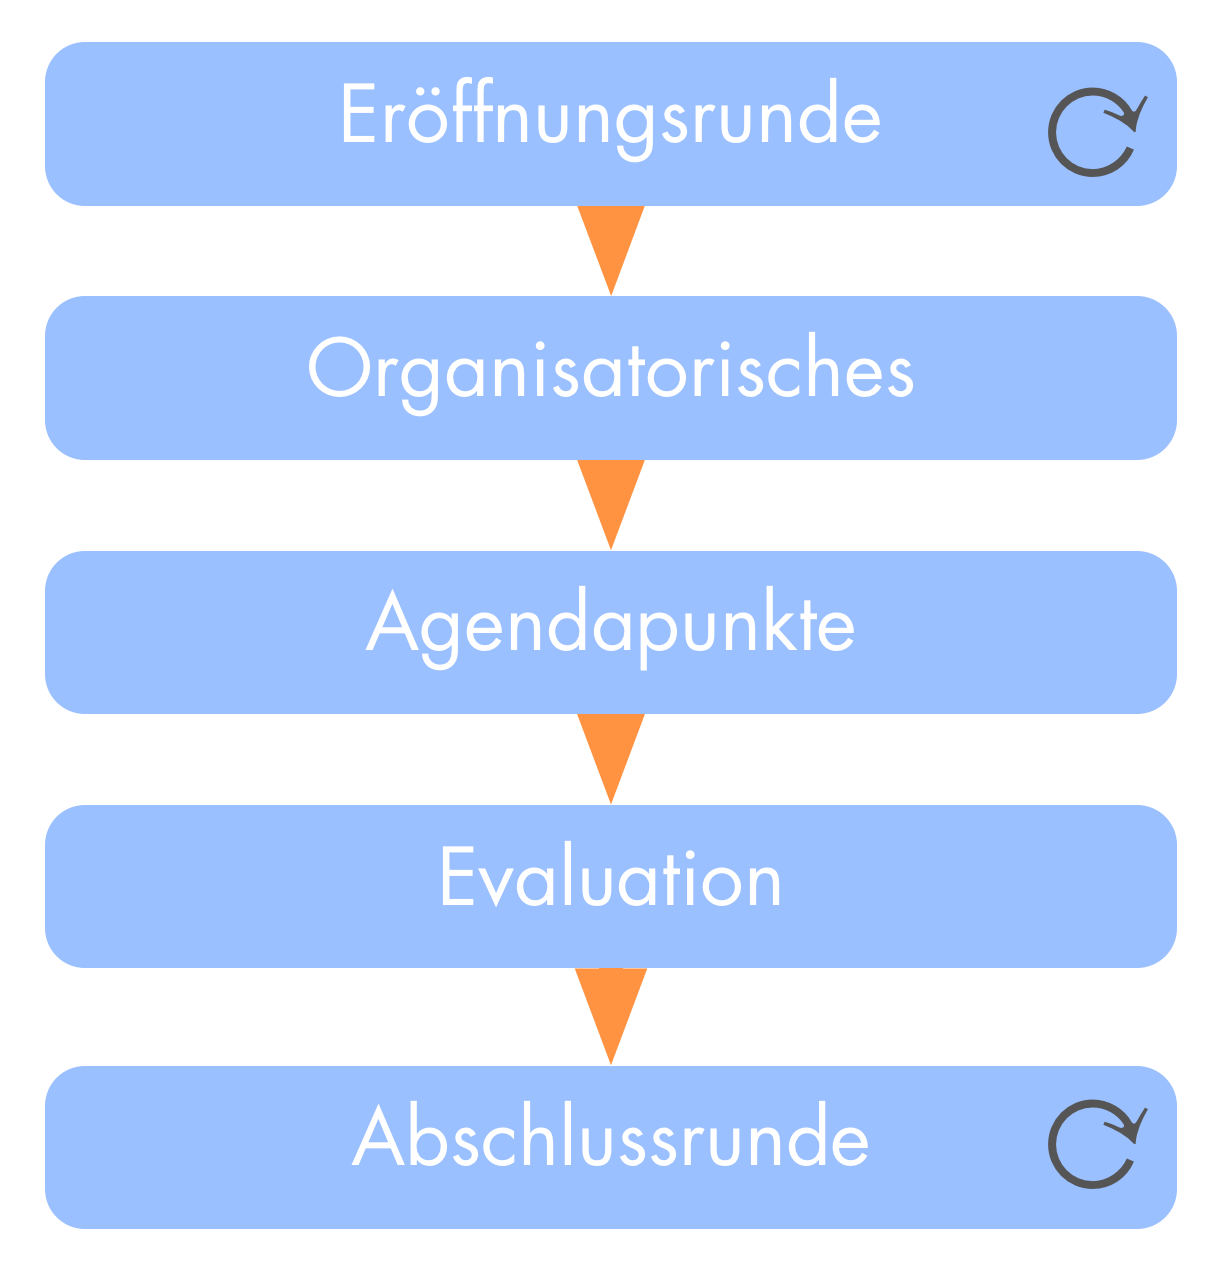 Eröffnungsrunde
Organisatorisches
Agendapunkte
Evaluation
Abschlussrunde